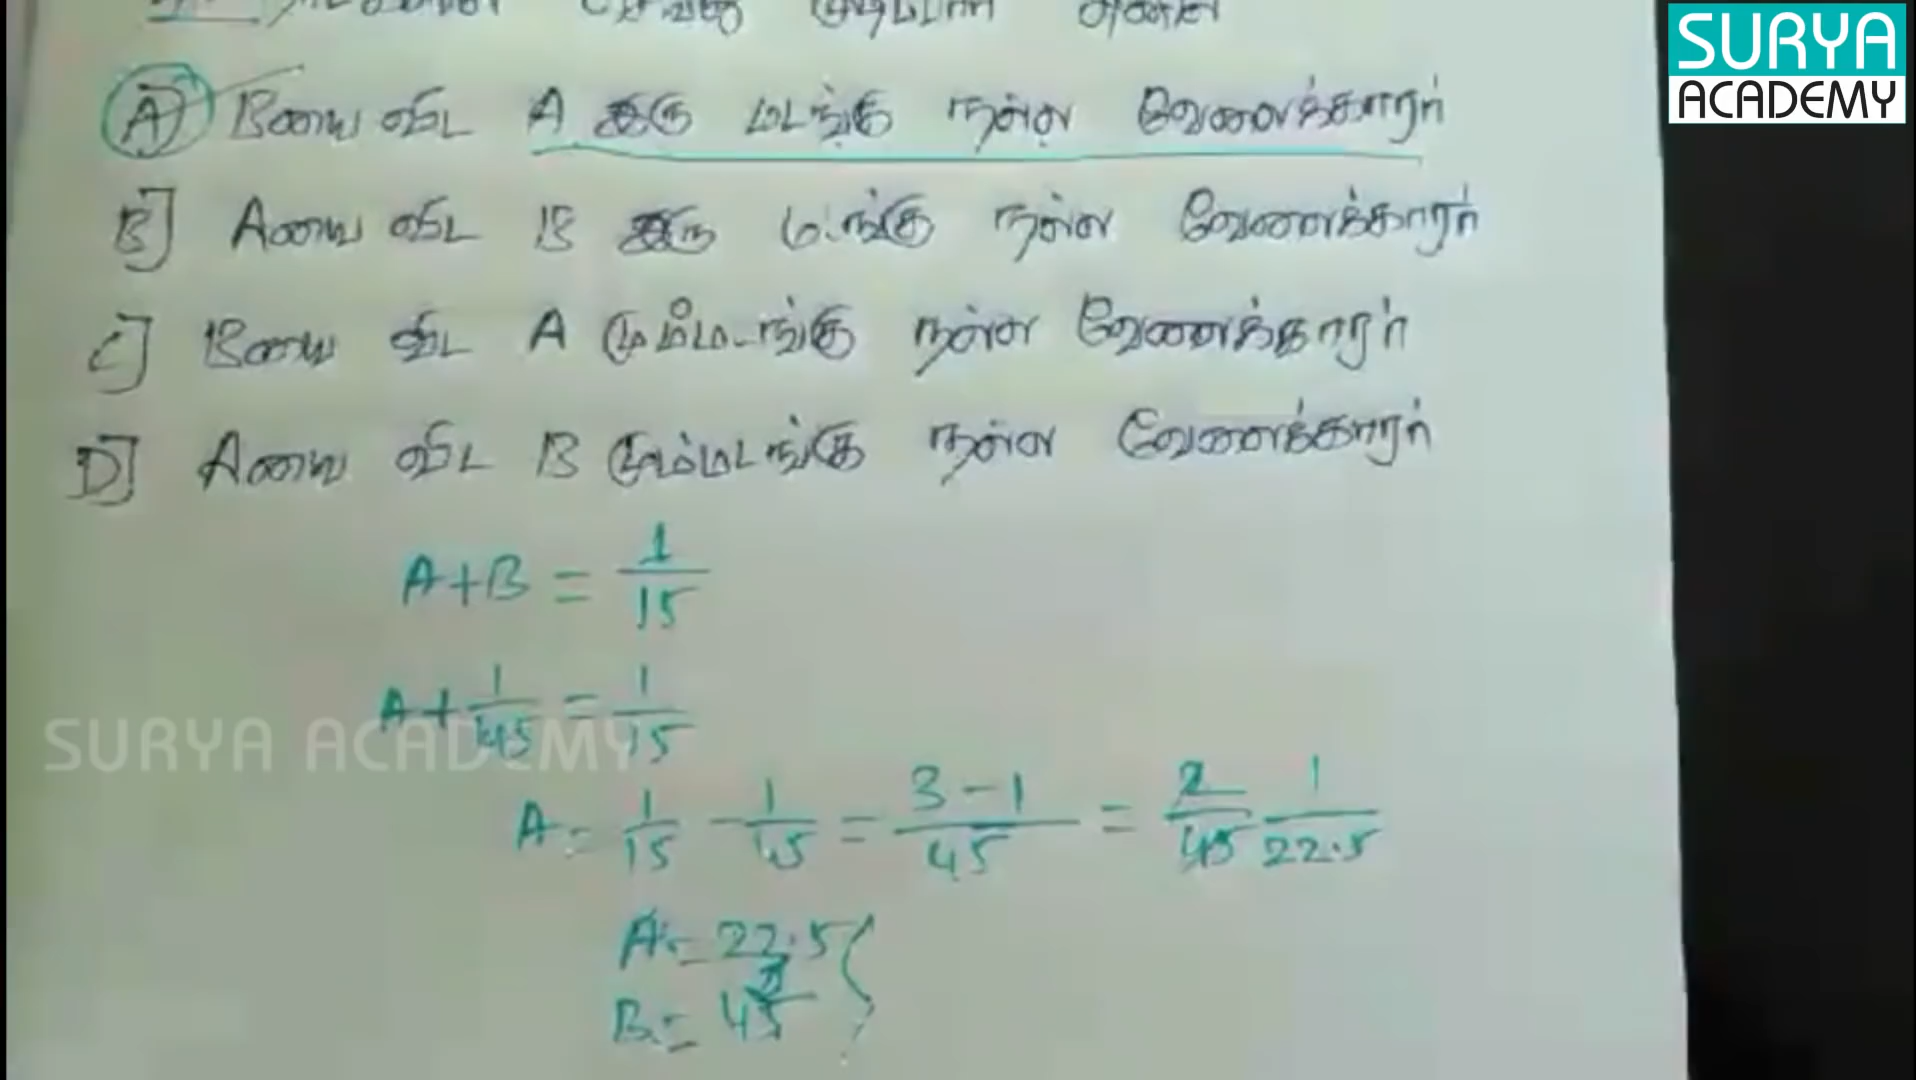 SURYA
ACADEMY
A) Bயை விட A இரு மடங்கு நல்ல வேலைக்காரர்
B] Aயை விட B இரு மடங்கு நல்ல வேலைக்காரர்
C] Bயை விட A மும்மடங்கு நல்ல வேலைக்காரர்
D] Aயை விட B மும்மடங்கு நல்ல வேலைக்காரர்
A+B = 1/15
A + 1/45 = 1/15
SURYA ACADEMY
A = 1/15 - 1/45 = 3-1/45 = 2/45 1/22.5
A = 22.5
B = 45